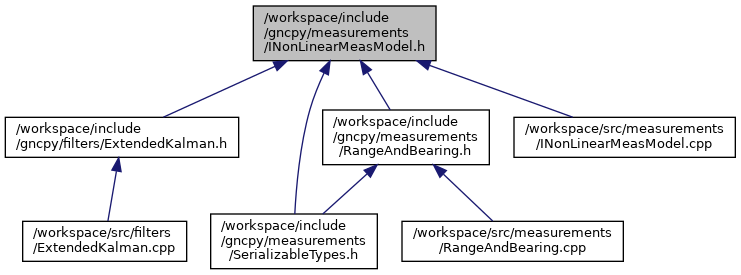 /workspace/include
/gncpy/measurements
/INonLinearMeasModel.h
/workspace/include
/gncpy/filters/ExtendedKalman.h
/workspace/include
/gncpy/measurements
/RangeAndBearing.h
/workspace/src/measurements
/INonLinearMeasModel.cpp
/workspace/src/filters
/ExtendedKalman.cpp
/workspace/include
/gncpy/measurements
/SerializableTypes.h
/workspace/src/measurements
/RangeAndBearing.cpp